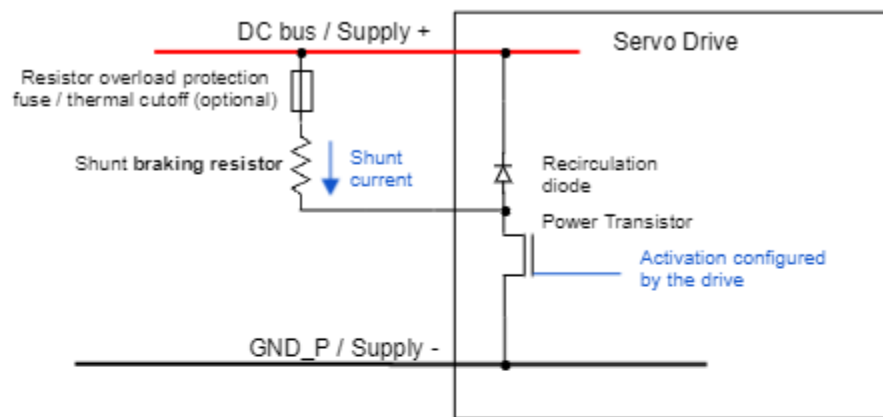 DC bus / Supply +
Servo Drive
Resistor overload protection
fuse / thermal cutoff (optional)
Shunt braking resistor
Shunt
current
Recirculation
diode
Power Transistor
Activation configured
by the drive
GND_P / Supply -